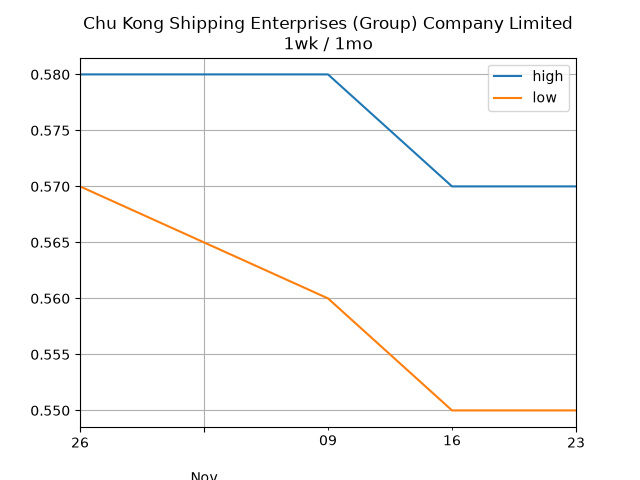 Chu Kong Shipping Enterprises (Group) Company Limited
1wk / 1mo
high
low
0.580
0.575
0.570
0.565
0.560
0.555
0.550
26
09
16
23
Nov